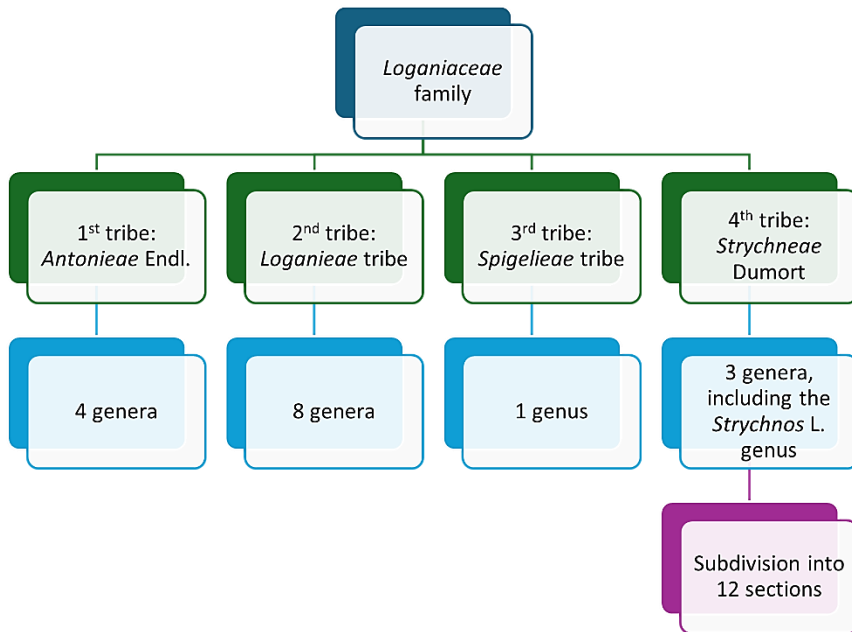 Loganiaceae
family
1st tribe:
Antonieae Endl.
2nd tribe:
Loganieae tribe
3rd tribe:
Spigelieae tribe
4th tribe:
Strychneae
Dumort
4 genera
8 genera
1 genus
3 genera,
including the
Strychnos L.
genus
Subdivision into
12 sections